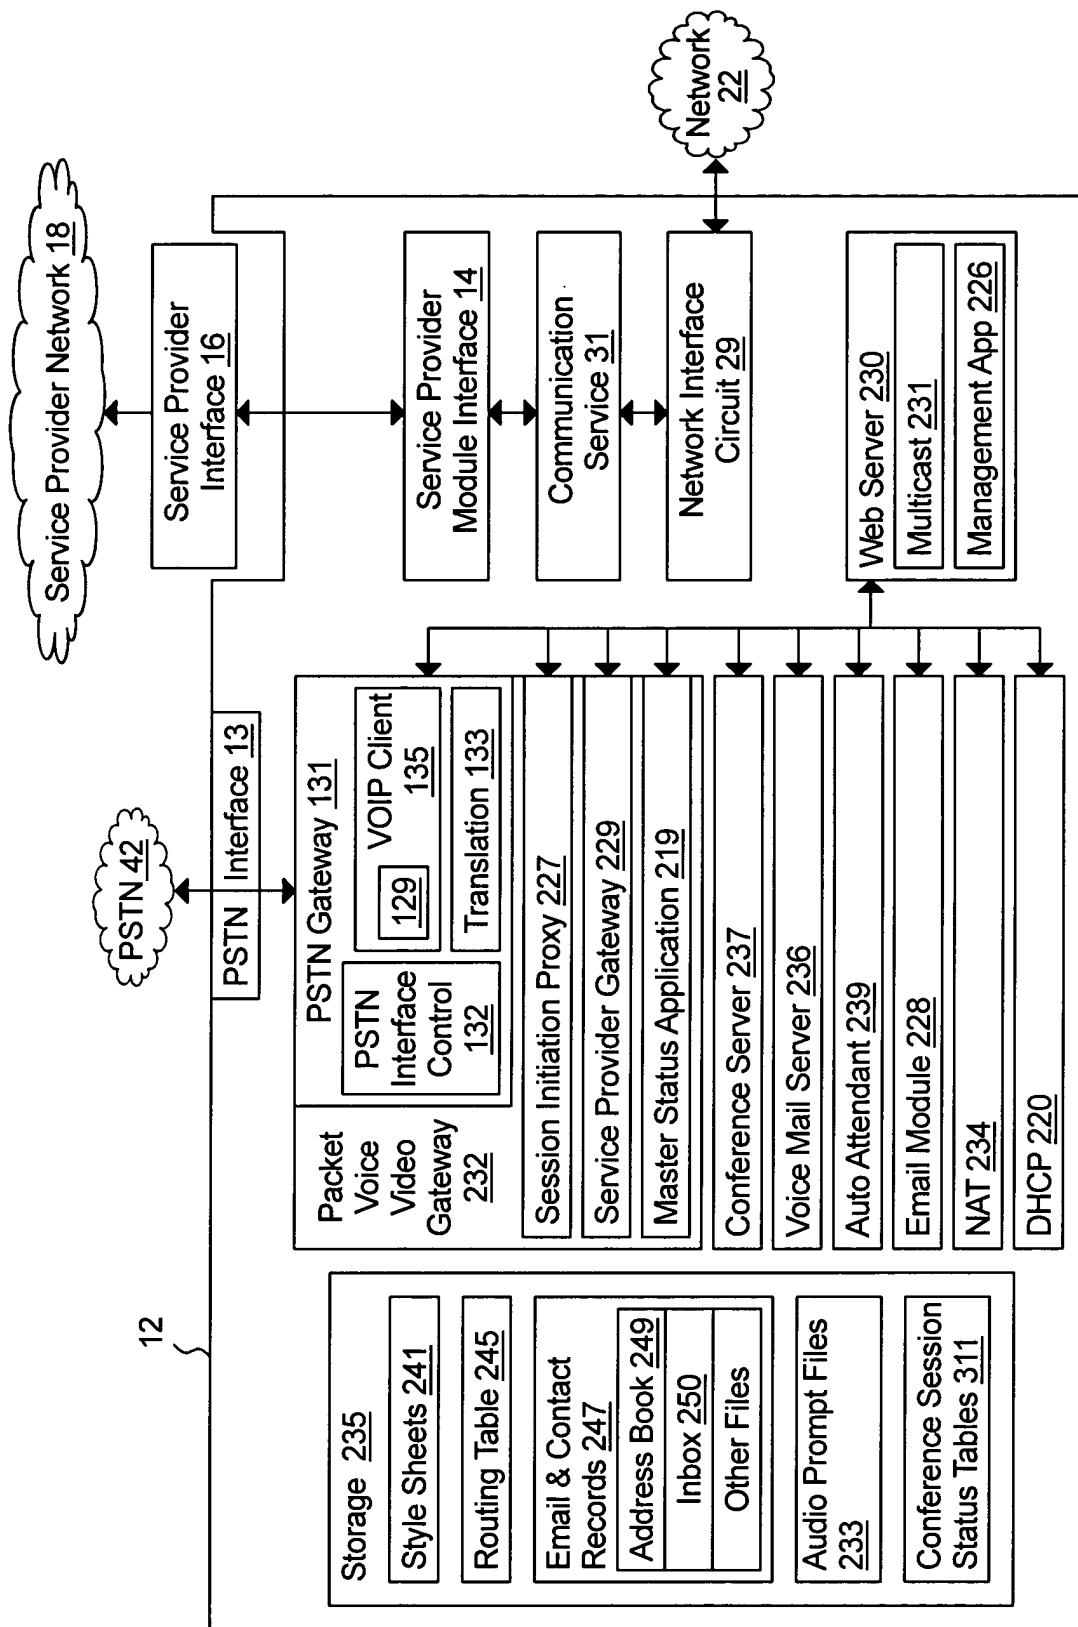 Service Provider Network 18
PSTN 42
Service Provider
Interface 16
PSTN Interface 13
12
Network
22
Storage 235
Style Sheets 241
Routing Table 245
Email & Contact
Records 247
Address Book 249
Inbox 250
Other Files
Audio Prompt Files
233
Conference Session
Status Tables 311
Packet
Voice
Video
Gateway
232
PSTN Gateway 131
PSTN
Interface
Control
132
VOIP Client
129
135
Translation 133
Session Initiation Proxy 227
Service Provider Gateway 229
Master Status Application 219
Conference Server 237
Voice Mail Server 236
Auto Attendant 239
Email Module 228
NAT 234
DHCP 220
Service Provider
Module Interface 14
Communication
Service 31
Network Interface
Circuit 29
Web Server 230
Multicast 231
Management App 226